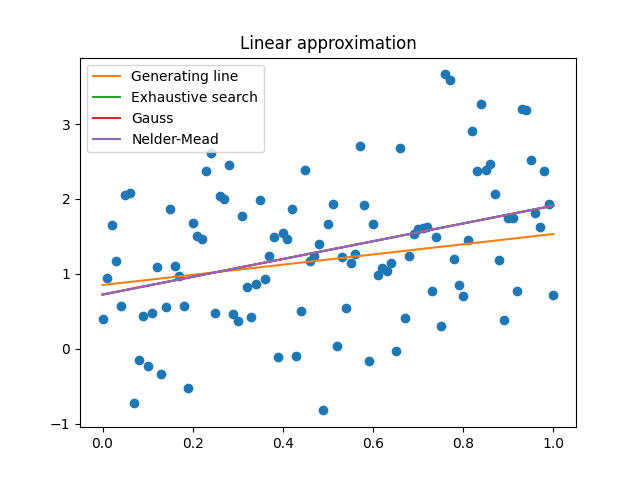 Linear approximation
Generating line
Exhaustive search
Gauss
Nelder-Mead
3
2
1
0
−1
0.0 0.2 0.4 0.6 0.8 1.0